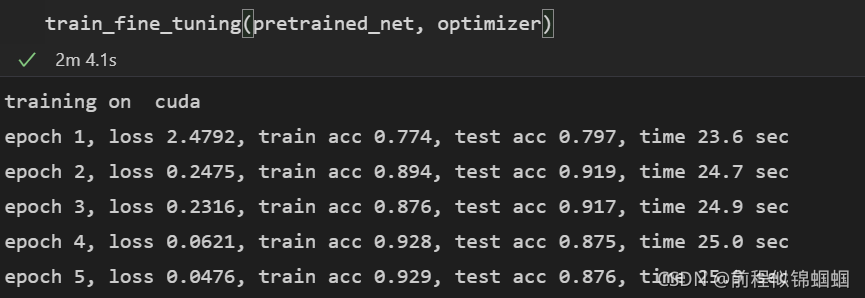 train_fine_tuning(pretrained_net, optimizer)
2m 4.1s
training on  cuda
epoch 1, loss 2.4792, train acc 0.774, test acc 0.797, time 23.6 sec
epoch 2, loss 0.2475, train acc 0.894, test acc 0.919, time 24.7 sec
epoch 3, loss 0.2316, train acc 0.876, test acc 0.917, time 24.9 sec
epoch 4, loss 0.0621, train acc 0.928, test acc 0.875, time 25.0 sec
epoch 5, loss 0.0476, train acc 0.929, test acc 0.876, time sec
CSDN @前程似锦蝈蝈